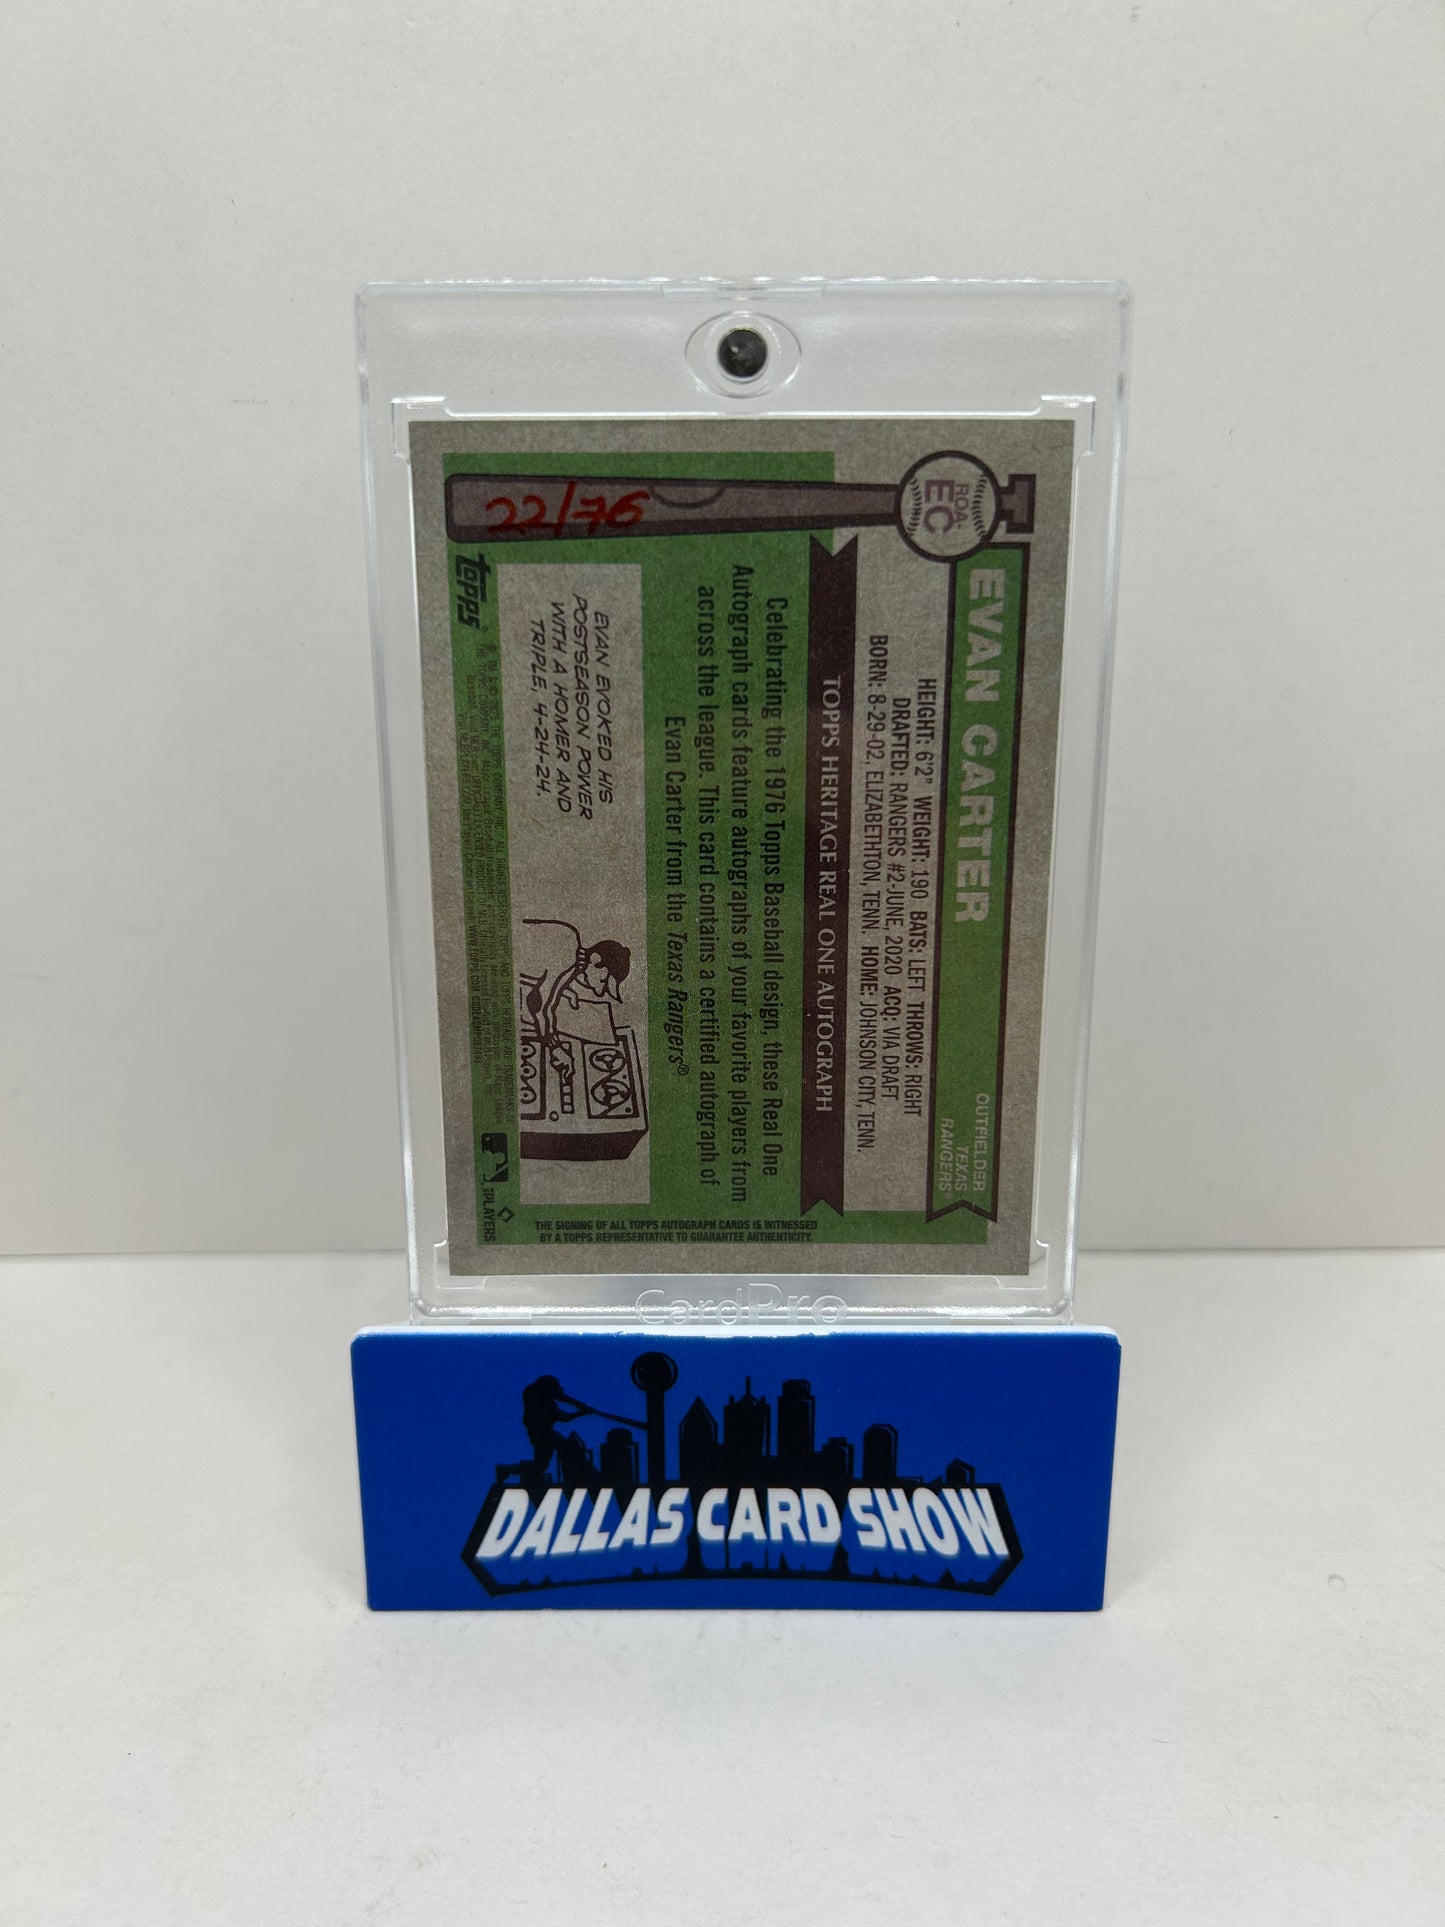 22/76
ROA-
EC
EVAN CARTER
OUTFIELDER
TEXAS
RANGERS®
HEIGHT: 6'2" WEIGHT: 190 BATS: LEFT THROWS: RIGHT
DRAFTED: RANGERS #2-JUNE, 2020 ACQ: VIA DRAFT
BORN: 8-29-02, ELIZABETHTON, TENN. HOME: JOHNSON CITY, TENN.
TOPPS HERITAGE REAL ONE AUTOGRAPH
Celebrating the 1976 Topps Baseball design, these Real One
Autograph cards feature autographs of your favorite players from
across the league. This card contains a certified autograph of
Evan Carter from the Texas Rangers®
EVAN EVOKED HIS
POSTSEASON POWER
WITH A HOMER AND
TRIPLE, 4-24-24.
THE SIGNING OF ALL TOPPS AUTOGRAPH CARDS IS WITNESSED
BY A TOPPS REPRESENTATIVE TO GUARANTEE AUTHENTICITY.
topps®
PLAYERS
CardPro
DALLAS CARD SHOW